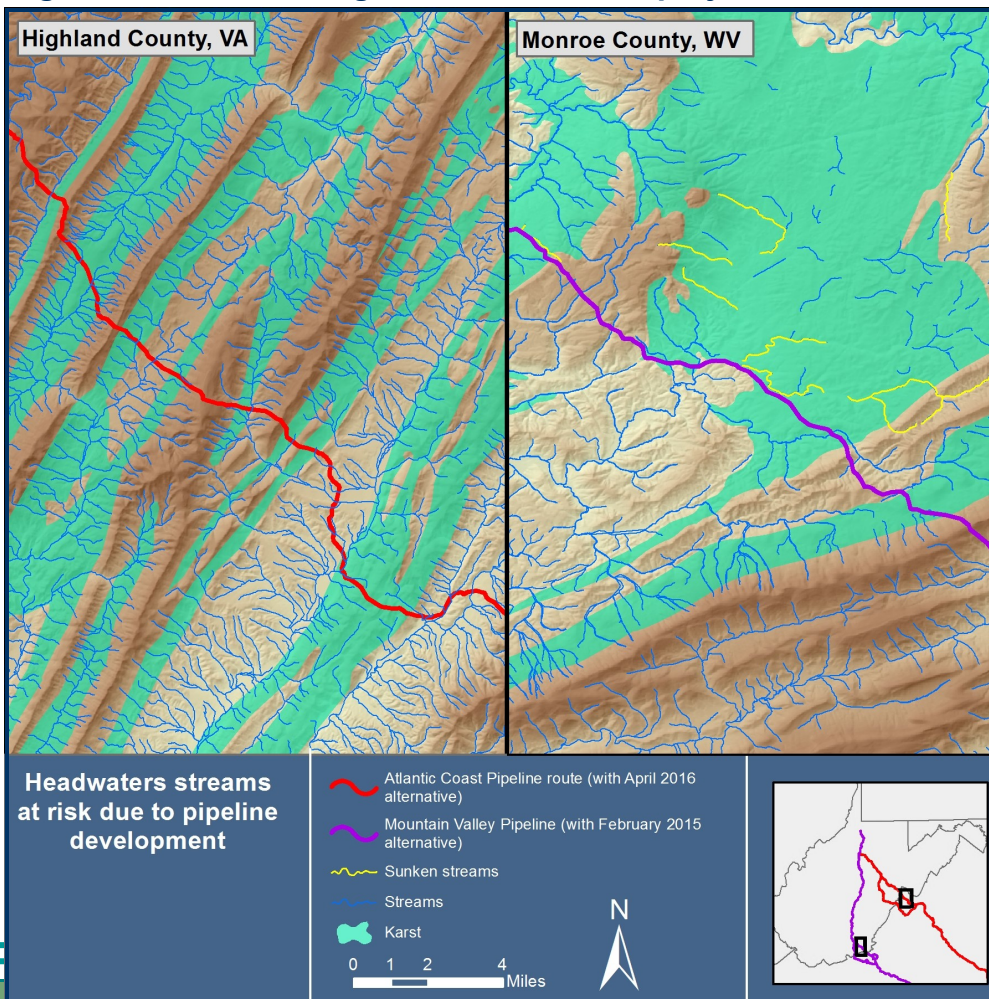 Highland County, VA
Monroe County, WV
Headwaters streams
at risk due to pipeline
development
Atlantic Coast Pipeline route (with April 2016
alternative)
Mountain Valley Pipeline (with February 2015
alternative)
Sunken streams
Streams
Karst
0 1 2 4
Miles
N